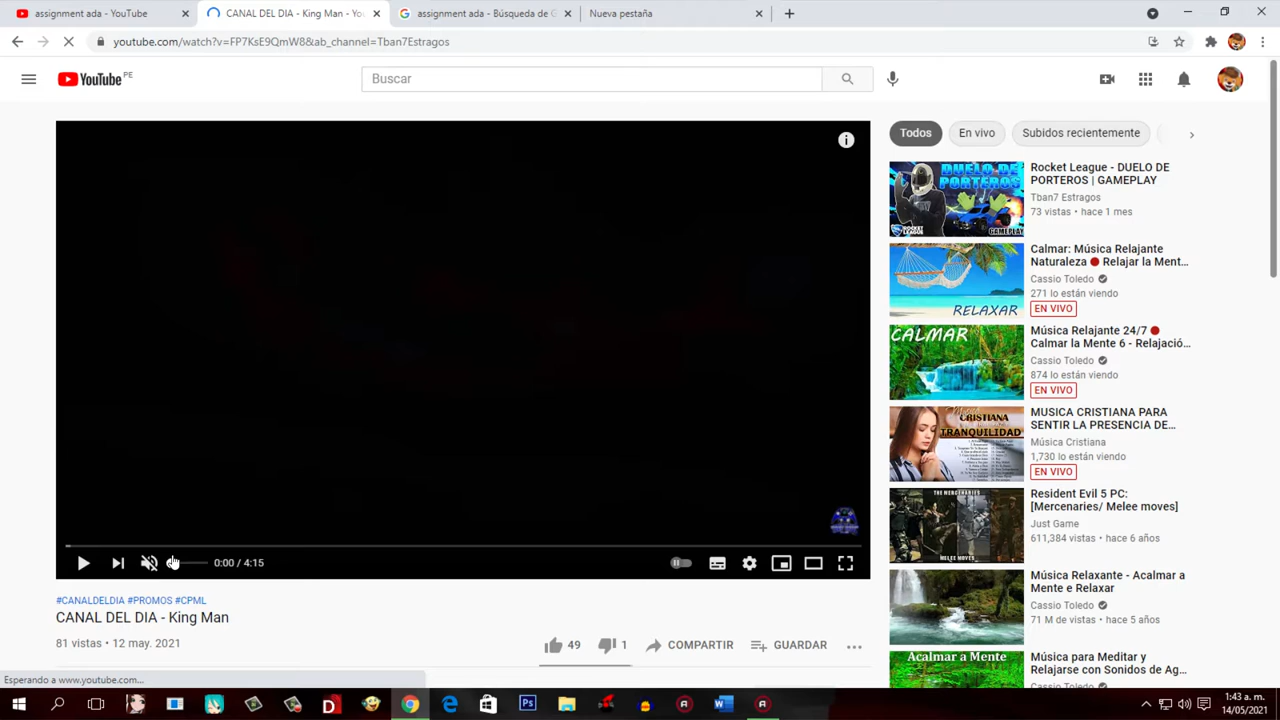 assignment ada - YouTube
CANAL DEL DIA - King Man - You
assignment ada - Búsqueda de G
Nueva pestaña
youtube.com/watch?v=FP7KsE9QmW8&ab_channel=Tban7Estragos
YouTube PE
Buscar
Todos
En vivo
Subidos recientemente
DUELO DE PORTEROS
ROCKET LEAGUE
GAMEPLAY
Rocket League - DUELO DE
PORTEROS | GAMEPLAY
Tban7 Estragos
73 vistas • hace 1 mes
RELAXAR
Calmar: Música Relajante
Naturaleza 🔴 Relajar la Ment...
Cassio Toledo
271 lo están viendo
EN VIVO
CALMAR
Música Relajante 24/7 🔴
Calmar la Mente 6 - Relajació...
Cassio Toledo
874 lo están viendo
EN VIVO
CRISTIANA
TRANQUILIDAD
MUSICA CRISTIANA PARA
SENTIR LA PRESENCIA DE...
Música Cristiana
1,730 lo están viendo
EN VIVO
THE MERCENARIES
MELEE MOVES
Resident Evil 5 PC:
[Mercenaries/ Melee moves]
Just Game
611,384 vistas • hace 6 años
Música Relaxante - Acalmar a
Mente e Relaxar
Cassio Toledo
71 M de vistas • hace 5 años
Acalmar a Mente
Música para Meditar y
Relajarse con Sonidos de Ag...
0:00 / 4:15
#CANALDELDIA #PROMOS #CPML
CANAL DEL DIA - King Man
81 vistas • 12 may. 2021
49
1
COMPARTIR
GUARDAR
Esperando a www.youtube.com...
1:43 a. m.
14/05/2021